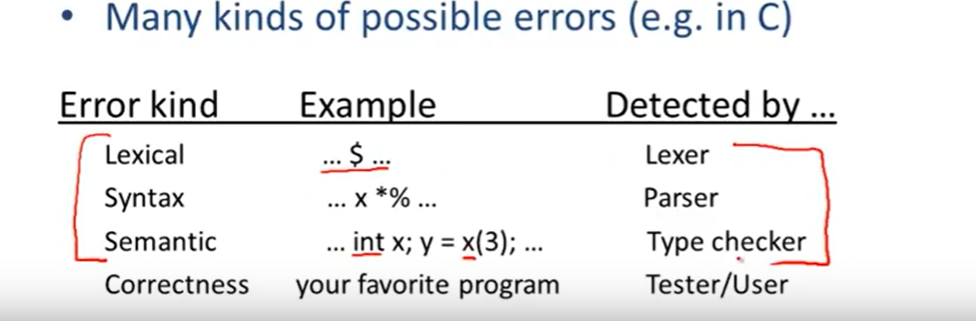 • Many kinds of possible errors (e.g. in C)
Error kind Example Detected by ...
Lexical ... $ ... Lexer
Syntax ... x *% ... Parser
Semantic ... int x; y = x(3); ... Type checker
Correctness your favorite program Tester/User